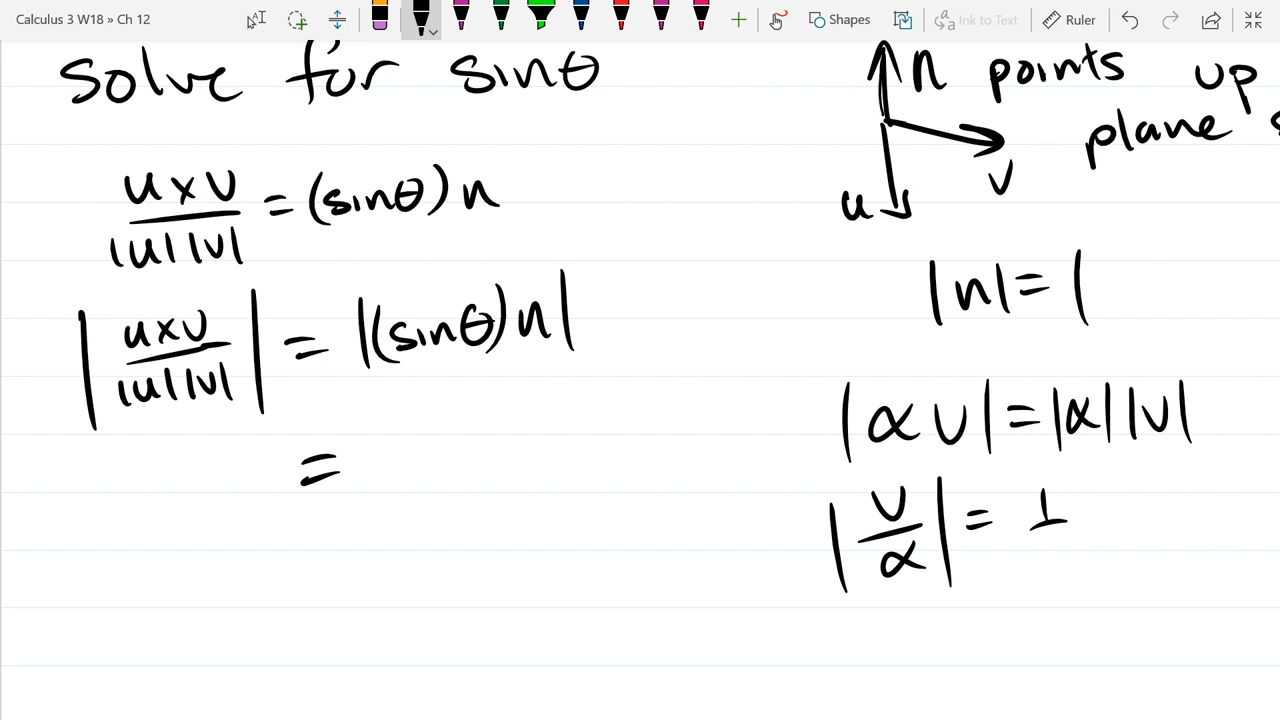 Calculus 3 W18 » Ch 12
Shapes
Ink to Text
Ruler
solve for sinθ
n points up
plane
v
u
u×v / |u||v| = (sinθ)n
|n|=1
|u×v / |u||v|| = |(sinθ)n|
|αv|=|α||v|
=
|v/α| = 1